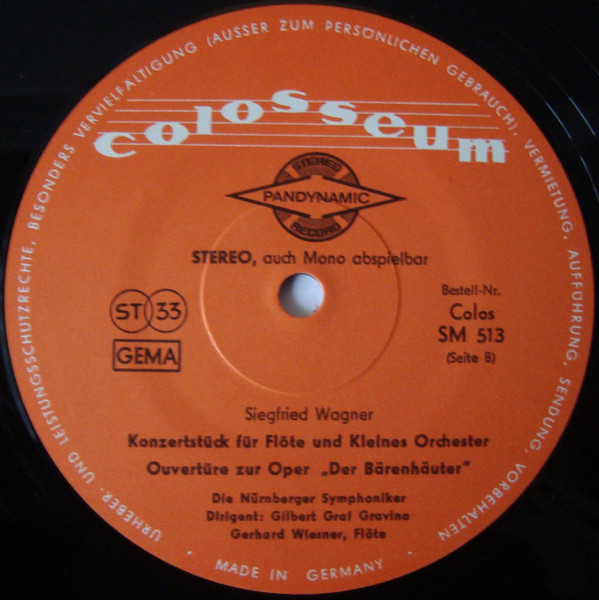 URHEBER- UND LEISTUNGSSCHUTZRECHTE, BESONDERS VERVIELFÄLTIGUNG (AUSSER ZUM PERSÖNLICHEN GEBRAUCH), VERMIETUNG, AUFFÜHRUNG, SENDUNG, VORBEHALTEN
colosseum
STEREO
PANDYNAMIC
RECORD
STEREO, auch Mono abspielbar
Bestell-Nr.
ST 33
Colos
SM 513
GEMA
(Seite B)
Siegfried Wagner
Konzertstück für Flöte und Kleines Orchester
Ouvertüre zur Oper „Der Bärenhäuter"
Die Nürnberger Symphoniker
Dirigent: Gilbert Graf Gravina
Gerhard Wiesner, Flöte
· MADE IN GERMANY ·